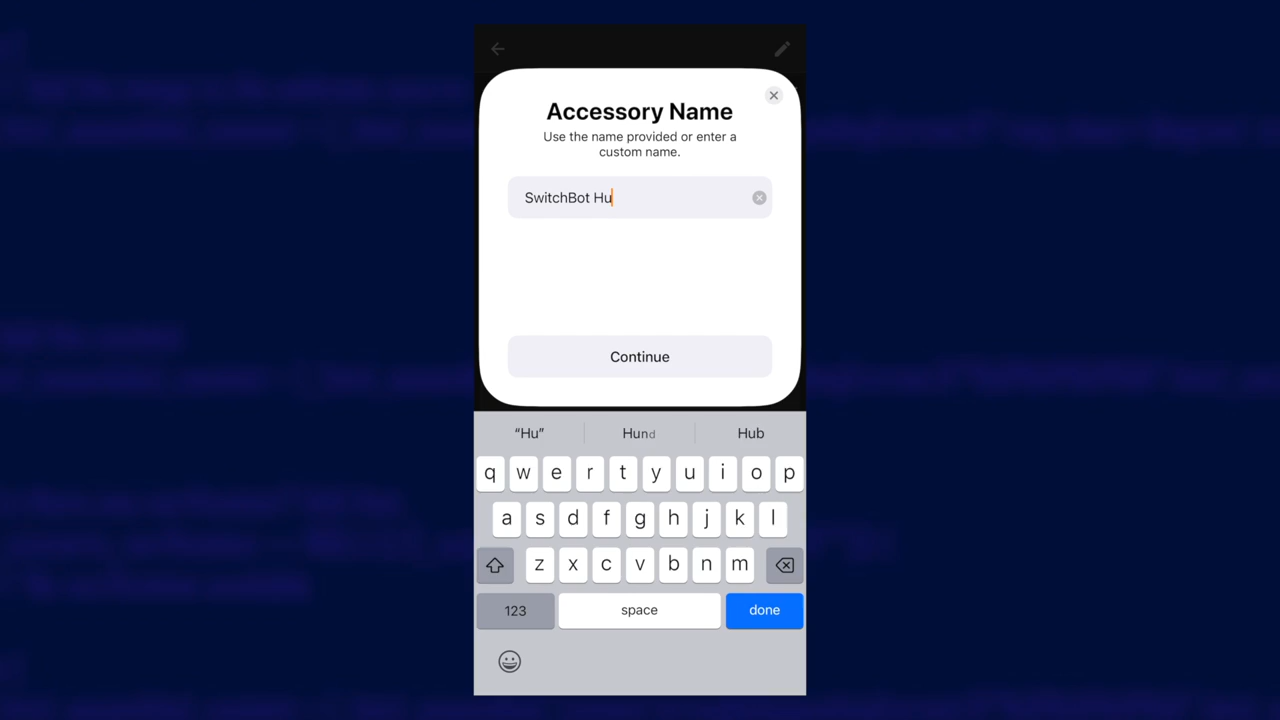 Accessory Name
Use the name provided or enter a
custom name.
SwitchBot Hu
Continue
“Hu” Hund Hub
q w e r t y u i o p
a s d f g h j k l
z x c v b n m
123 space done